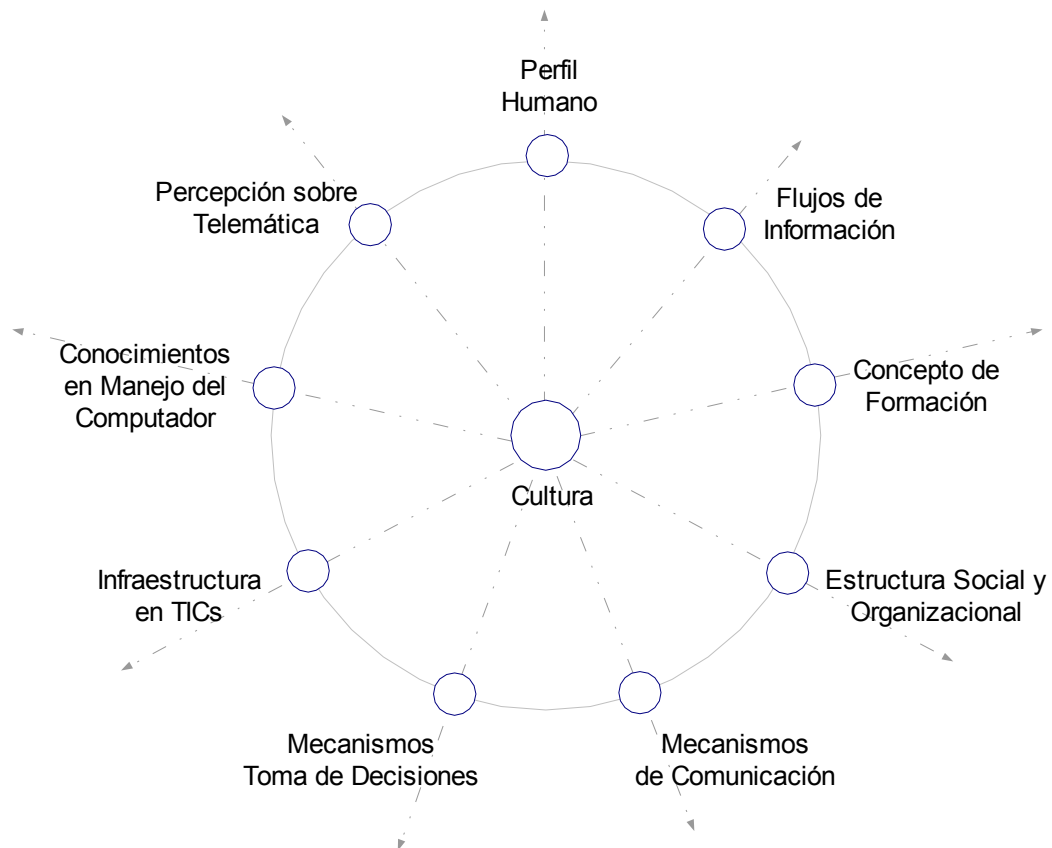 Perfil
Humano
Percepción sobre
Telemática
Flujos de
Información
Conocimientos
en Manejo del
Computador
Concepto de
Formación
Cultura
Infraestructura
en TICs
Estructura Social y
Organizacional
Mecanismos
Toma de Decisiones
Mecanismos
de Comunicación